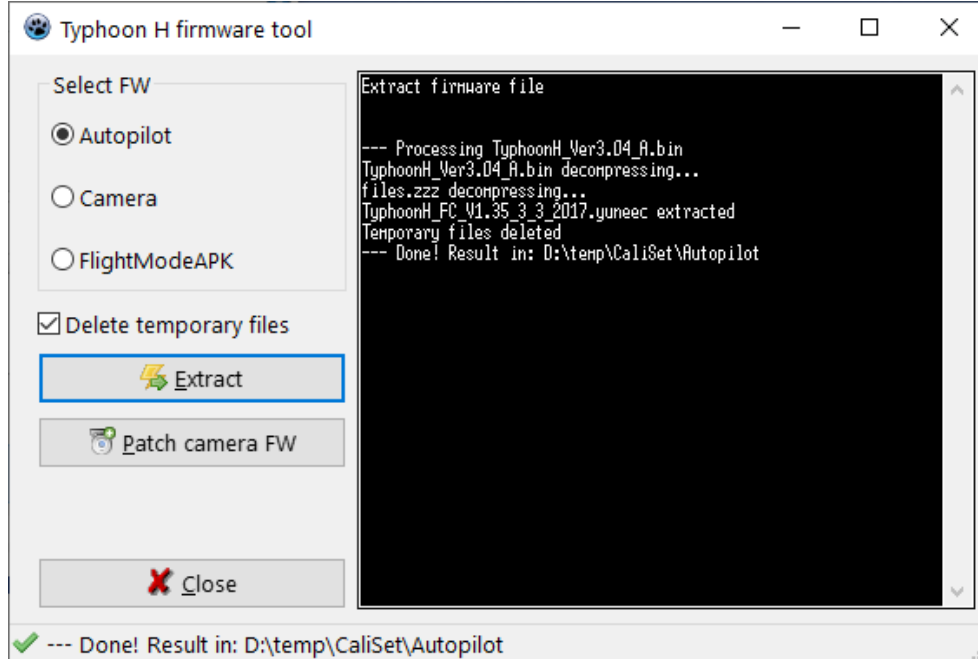 Typhoon H firmware tool
Select FW
Autopilot
Camera
FlightModeAPK
Delete temporary files
Extract
Patch camera FW
Close
Extract firmware file
--- Processing TyphoonH_Ver3.04_A.bin
TyphoonH_Ver3.04_A.bin decompressing...
files.zzz decompressing...
TyphoonH_FC_V1.35_3_3_2017.yuneec extracted
Temporary files deleted
--- Done! Result in: D:\temp\CaliSet\Autopilot
--- Done! Result in: D:\temp\CaliSet\Autopilot